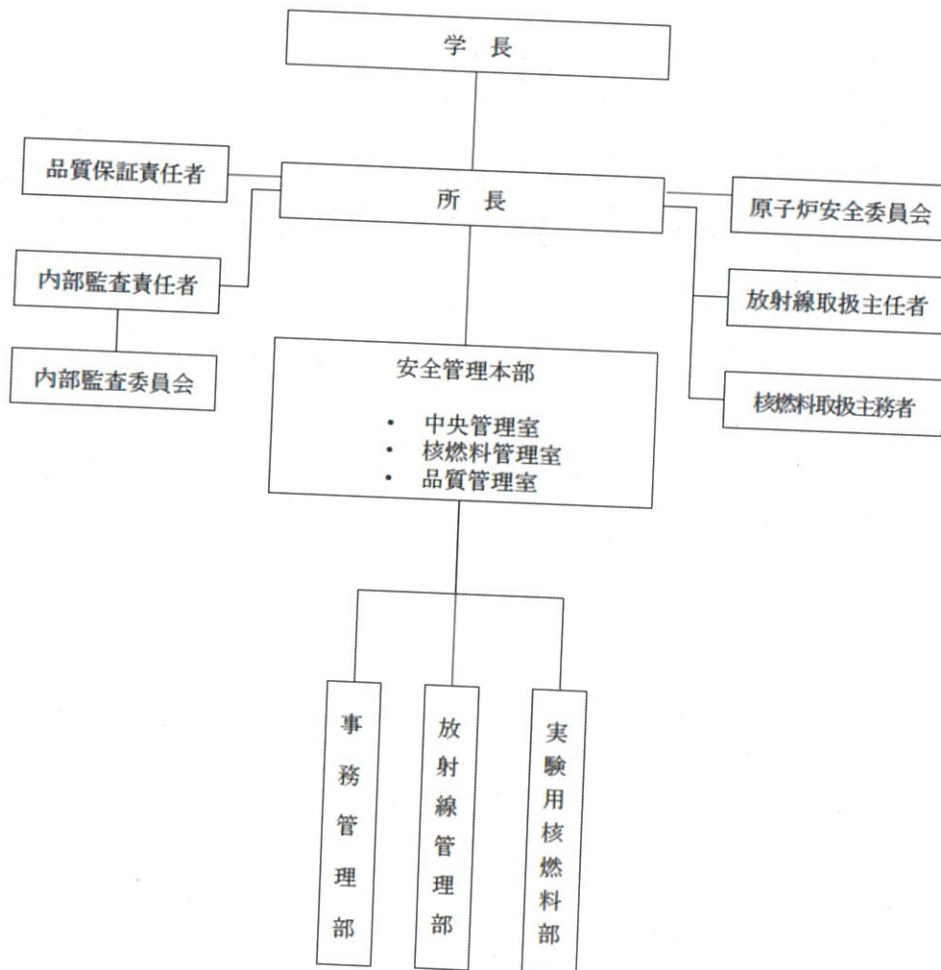 学 長
品質保証責任者
所 長
原子炉安全委員会
内部監査責任者
放射線取扱主任者
内部監査委員会
安全管理本部
・ 中央管理室
・ 核燃料管理室
・ 品質管理室
核燃料取扱主務者
事務管理部
放射線管理部
実験用核燃料部